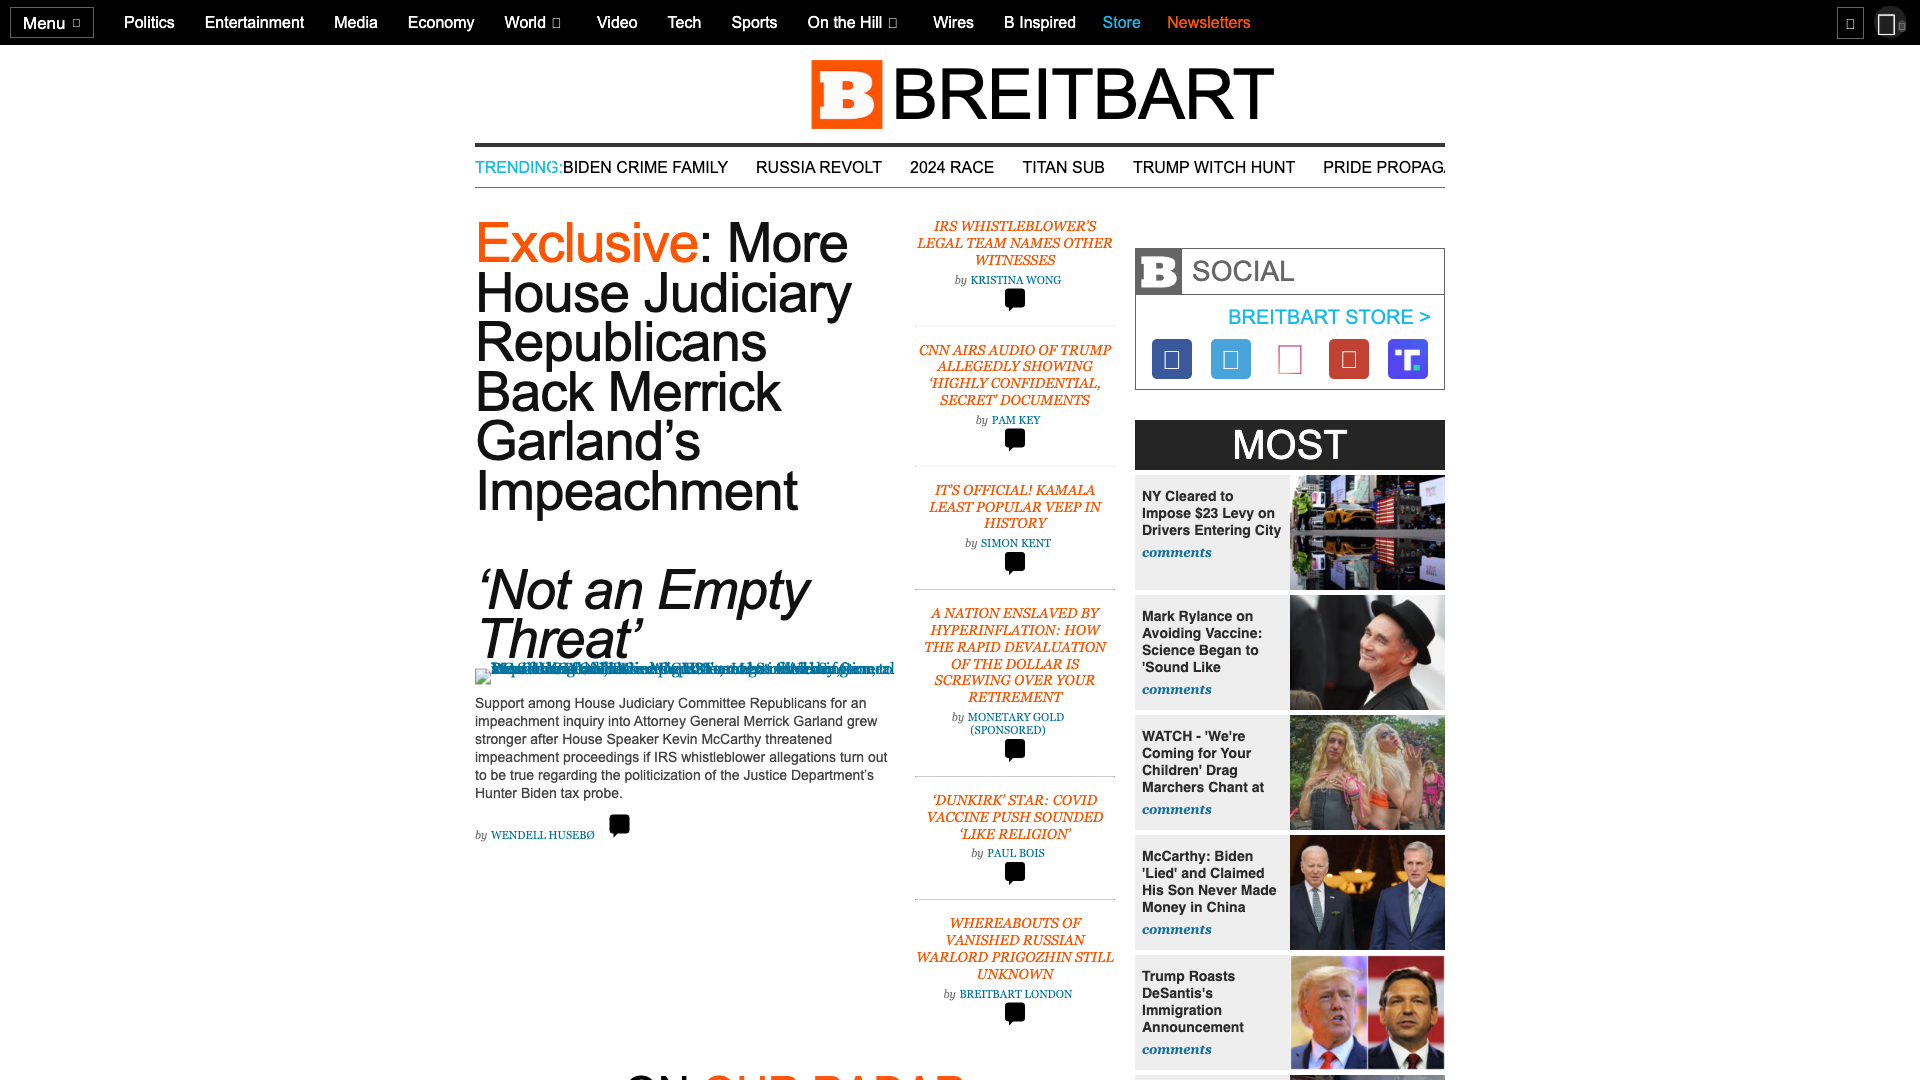 Menu
Politics
Entertainment
Media
Economy
World
Video
Tech
Sports
On the Hill
Wires
B Inspired
Store
Newsletters
B BREITBART
TRENDING:
BIDEN CRIME FAMILY
RUSSIA REVOLT
2024 RACE
TITAN SUB
TRUMP WITCH HUNT
PRIDE PROPAGA
Exclusive: More
House Judiciary
Republicans
Back Merrick
Garland’s
Impeachment
‘Not an Empty
Threat’
Support among House Judiciary Committee Republicans for an
impeachment inquiry into Attorney General Merrick Garland grew
stronger after House Speaker Kevin McCarthy threatened
impeachment proceedings if IRS whistleblower allegations turn out
to be true regarding the politicization of the Justice Department’s
Hunter Biden tax probe.
by WENDELL HUSEBØ
IRS WHISTLEBLOWER’S
LEGAL TEAM NAMES OTHER
WITNESSES
by KRISTINA WONG
CNN AIRS AUDIO OF TRUMP
ALLEGEDLY SHOWING
‘HIGHLY CONFIDENTIAL,
SECRET’ DOCUMENTS
by PAM KEY
IT’S OFFICIAL! KAMALA
LEAST POPULAR VEEP IN
HISTORY
by SIMON KENT
A NATION ENSLAVED BY
HYPERINFLATION: HOW
THE RAPID DEVALUATION
OF THE DOLLAR IS
SCREWING OVER YOUR
RETIREMENT
by MONETARY GOLD
(SPONSORED)
‘DUNKIRK’ STAR: COVID
VACCINE PUSH SOUNDED
‘LIKE RELIGION’
by PAUL BOIS
WHEREABOUTS OF
VANISHED RUSSIAN
WARLORD PRIGOZHIN STILL
UNKNOWN
by BREITBART LONDON
B SOCIAL
BREITBART STORE >
MOST
NY Cleared to
Impose $23 Levy on
Drivers Entering City
comments
Mark Rylance on
Avoiding Vaccine:
Science Began to
'Sound Like
comments
WATCH - 'We're
Coming for Your
Children' Drag
Marchers Chant at
comments
McCarthy: Biden
'Lied' and Claimed
His Son Never Made
Money in China
comments
Trump Roasts
DeSantis's
Immigration
Announcement
comments
ON OUR RADAR